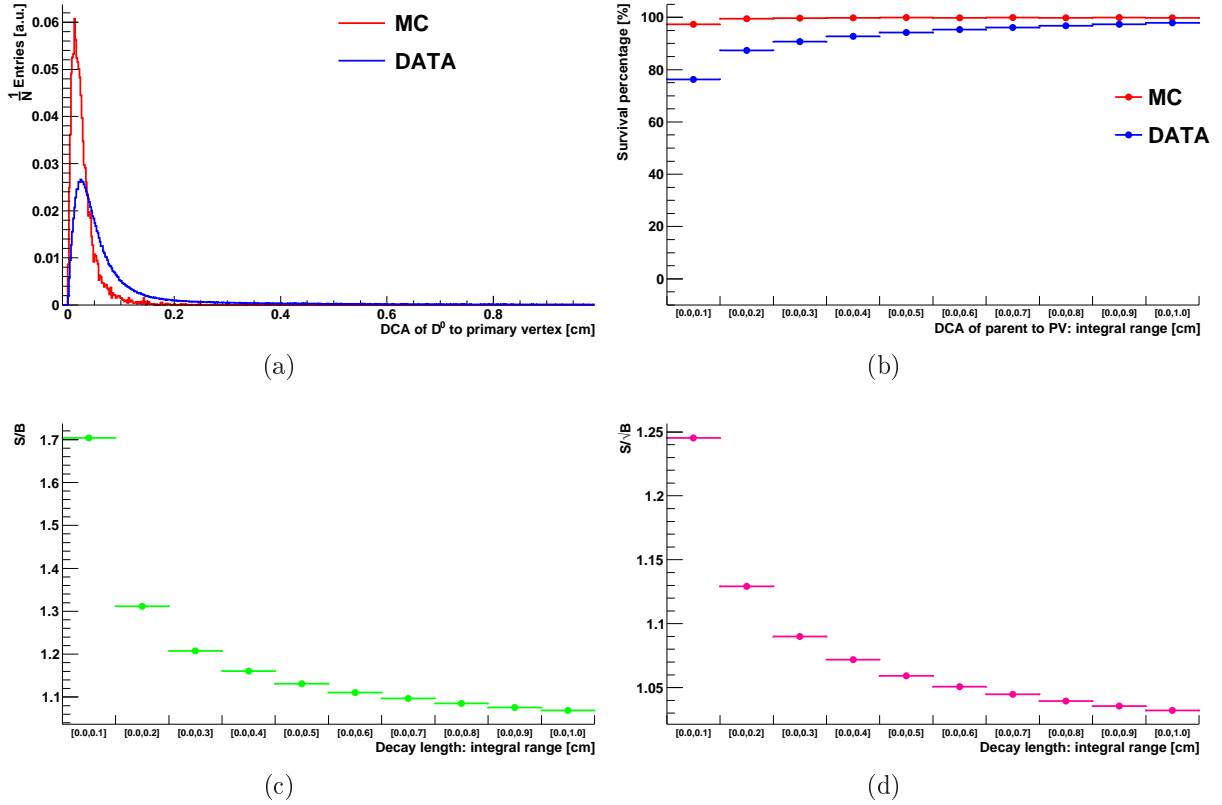 1/N Entries [a.u.]
0.06
0.05
0.04
0.03
0.02
0.01
0
MC
DATA
0 0.2 0.4 0.6 0.8
DCA of D⁰ to primary vertex [cm]
(a)
Survival percentage [%]
100
80
60
40
20
0
MC
DATA
[0.0,0.1] [0.0,0.2] [0.0,0.3] [0.0,0.4] [0.0,0.5] [0.0,0.6] [0.0,0.7] [0.0,0.8] [0.0,0.9] [0.0,1.0]
DCA of parent to PV: integral range [cm]
(b)
S/B
1.7
1.6
1.5
1.4
1.3
1.2
1.1
[0.0,0.1] [0.0,0.2] [0.0,0.3] [0.0,0.4] [0.0,0.5] [0.0,0.6] [0.0,0.7] [0.0,0.8] [0.0,0.9] [0.0,1.0]
Decay length: integral range [cm]
(c)
S/√B
1.25
1.2
1.15
1.1
1.05
[0.0,0.1] [0.0,0.2] [0.0,0.3] [0.0,0.4] [0.0,0.5] [0.0,0.6] [0.0,0.7] [0.0,0.8] [0.0,0.9] [0.0,1.0]
Decay length: integral range [cm]
(d)